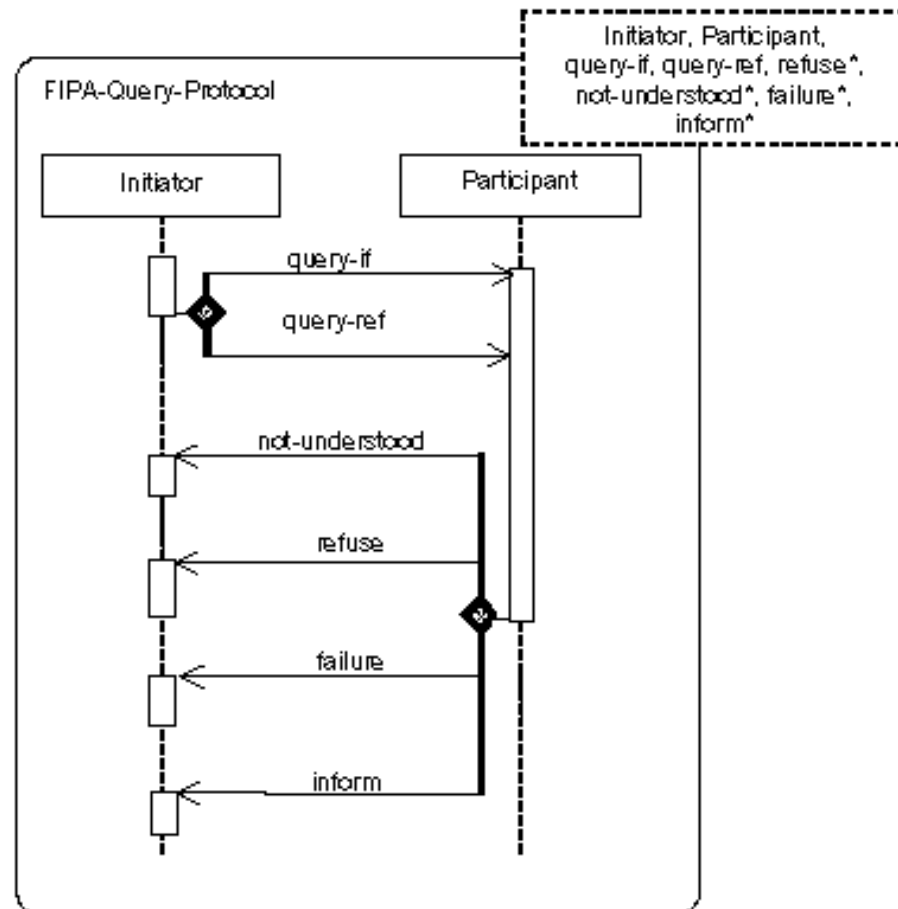 Initiator, Participant,
query-if, query-ref, refuse*,
not-understood*, failure*,
inform*
FIPA-Query-Protocol
Initiator
Participant
query-if
query-ref
not-understood
refuse
failure
inform